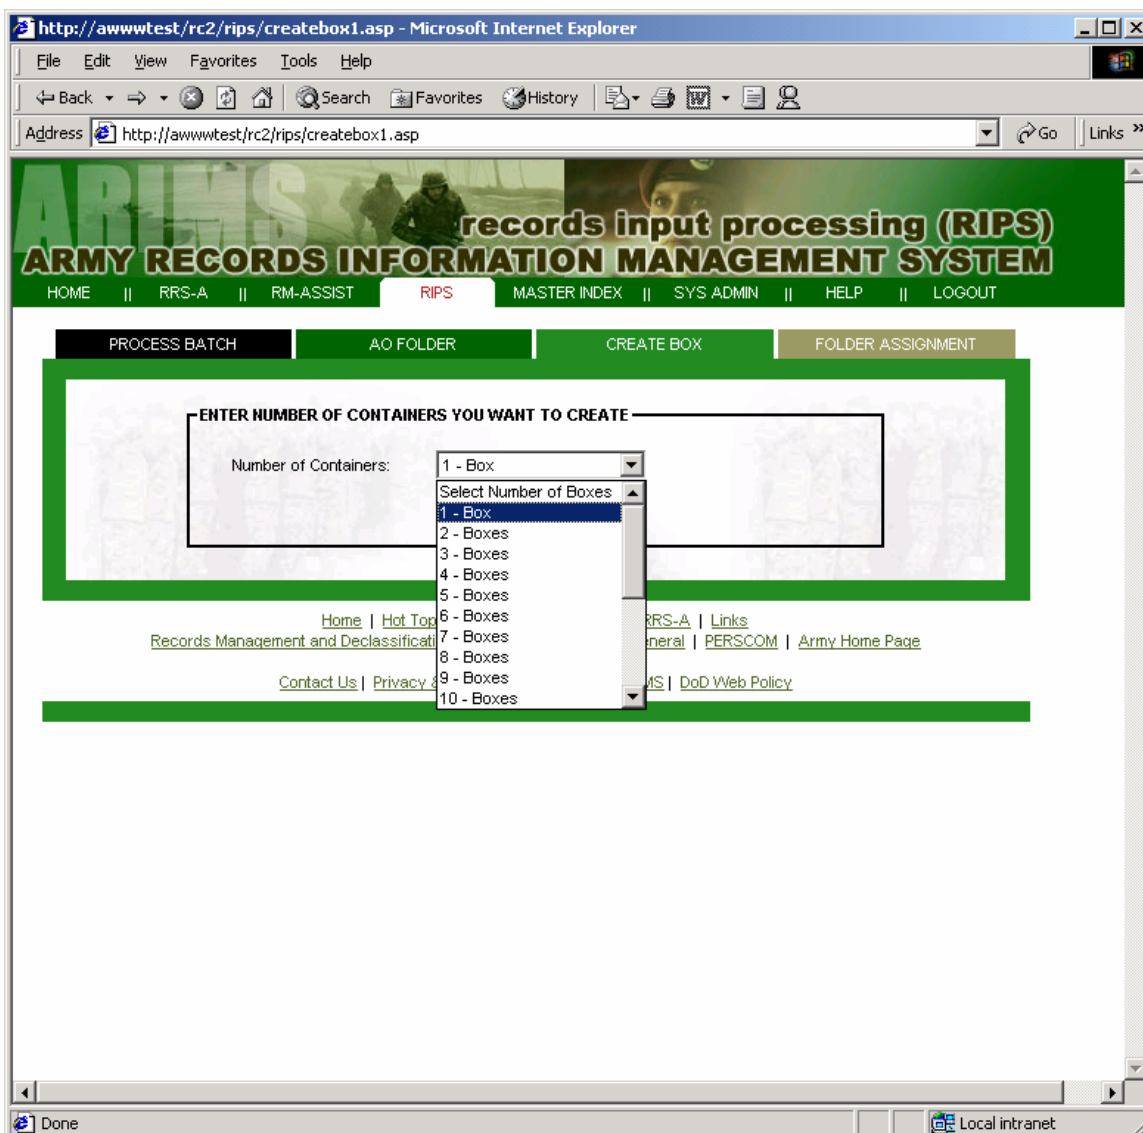 http://awwwtest/rc2/rips/createbox1.asp - Microsoft Internet Explorer
File Edit View Favorites Tools Help
Back Search Favorites History
Address http://awwwtest/rc2/rips/createbox1.asp Go Links »
ARIMS
records input processing (RIPS)
ARMY RECORDS INFORMATION MANAGEMENT SYSTEM
HOME || RRS-A || RM-ASSIST RIPS MASTER INDEX || SYS ADMIN || HELP || LOGOUT
PROCESS BATCH AO FOLDER CREATE BOX FOLDER ASSIGNMENT
ENTER NUMBER OF CONTAINERS YOU WANT TO CREATE
Number of Containers: 1 - Box
Select Number of Boxes
1 - Box
2 - Boxes
3 - Boxes
4 - Boxes
5 - Boxes
6 - Boxes
7 - Boxes
8 - Boxes
9 - Boxes
10 - Boxes
Home | Hot Top RRS-A | Links
Records Management and Declassificati neral | PERSCOM | Army Home Page
Contact Us | Privacy MS | DoD Web Policy
Done Local intranet